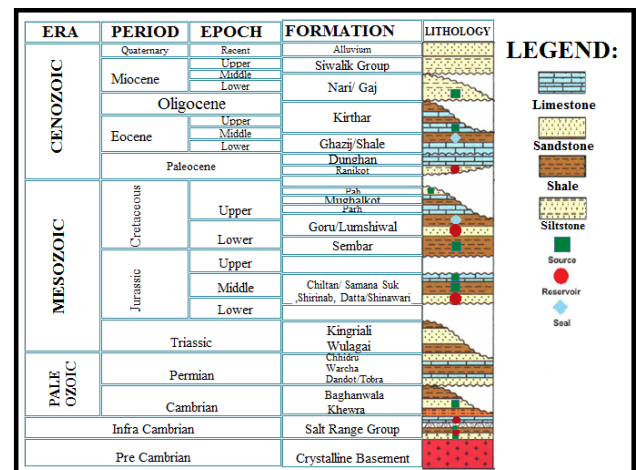 ERA PERIOD EPOCH FORMATION LITHOLOGY
LEGEND:
CENOZOIC
Quaternary Recent Alluvium
Miocene
Upper
Middle
Lower
Siwalik Group
Nari/ Gaj
Oligocene
Eocene
Upper
Middle
Lower
Kirthar
Ghazij/Shale
Paleocene
Dunghan
Ranikot
MESOZOIC
Cretaceous
Upper
Lower
Pab
Mughalkot
Parh
Goru/Lumshiwal
Sembar
Jurassic
Upper
Middle
Lower
Chiltan/ Samana Suk
,Shirinab, Datta/Shinawari
Triassic
Kingriali
Wulagai
PALE
OZOIC
Permian
Chhidru
Warcha
Dandot/Tobra
Cambrian
Baghanwala
Khewra
Infra Cambrian Salt Range Group
Pre Cambrian Crystalline Basement
Limestone
Sandstone
Shale
Siltstone
Source
Reservoir
Seal